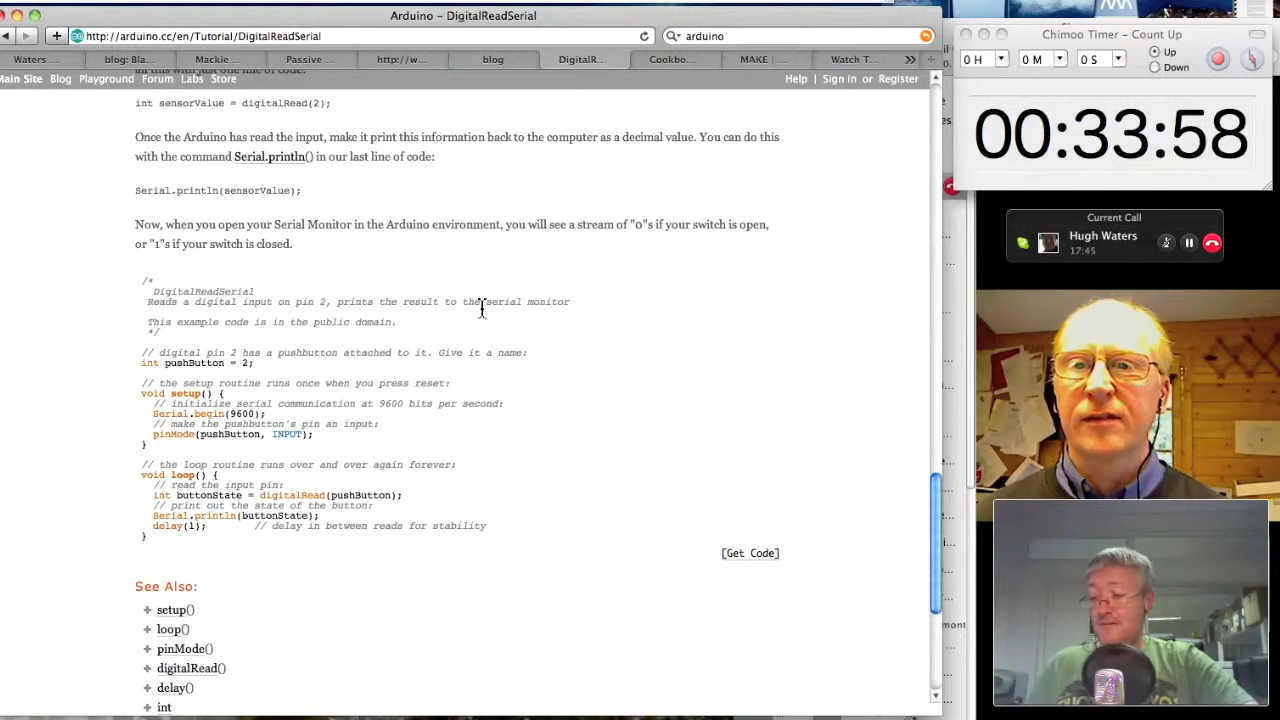 Arduino – DigitalReadSerial
http://arduino.cc/en/Tutorial/DigitalReadSerial
arduino
Waters ...
blog: Bla...
Mackie ...
Passive ...
http://w...
blog
DigitalR...
Cookbo...
MAKE | ...
Watch T...
Main Site Blog Playground Forum Labs Store
Help | Sign in or Register
all this with just one line of code:
int sensorValue = digitalRead(2);
Once the Arduino has read the input, make it print this information back to the computer as a decimal value. You can do this
with the command Serial.println() in our last line of code:
Serial.println(sensorValue);
Now, when you open your Serial Monitor in the Arduino environment, you will see a stream of "0"s if your switch is open,
or "1"s if your switch is closed.
/*
DigitalReadSerial
Reads a digital input on pin 2, prints the result to the serial monitor
This example code is in the public domain.
*/
// digital pin 2 has a pushbutton attached to it. Give it a name:
int pushButton = 2;
// the setup routine runs once when you press reset:
void setup() {
// initialize serial communication at 9600 bits per second:
Serial.begin(9600);
// make the pushbutton's pin an input:
pinMode(pushButton, INPUT);
}
// the loop routine runs over and over again forever:
void loop() {
// read the input pin:
int buttonState = digitalRead(pushButton);
// print out the state of the button:
Serial.println(buttonState);
delay(1); // delay in between reads for stability
}
[Get Code]
See Also:
setup()
loop()
pinMode()
digitalRead()
delay()
int
Chimoo Timer – Count Up
0 H
0 M
0 S
Up
Down
00:33:58
Current Call
Hugh Waters
17:45